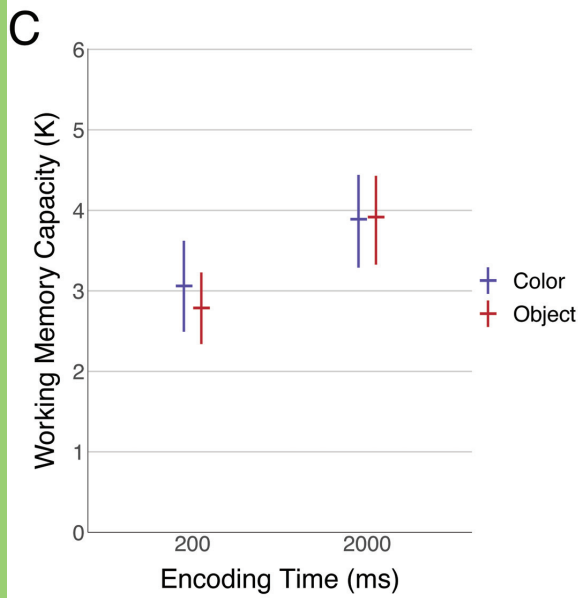 C
Working Memory Capacity (K)
6
5
4
3
2
1
0
200 2000
Encoding Time (ms)
Color
Object